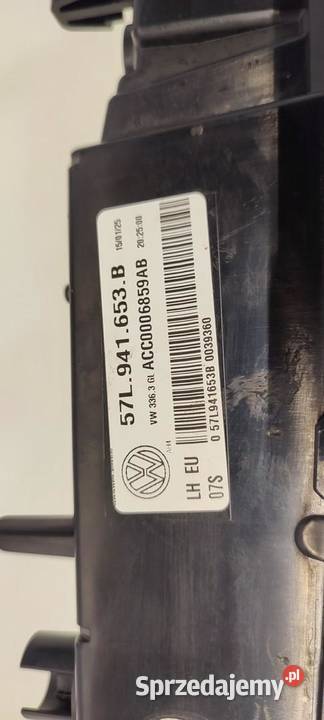 15/01/25 20:25:00
57L.941.653.B
VW 336.3 GL ACC0006859AB
0 57L941653B 0039360
LH EU
07S
Sprzedajemy.pl